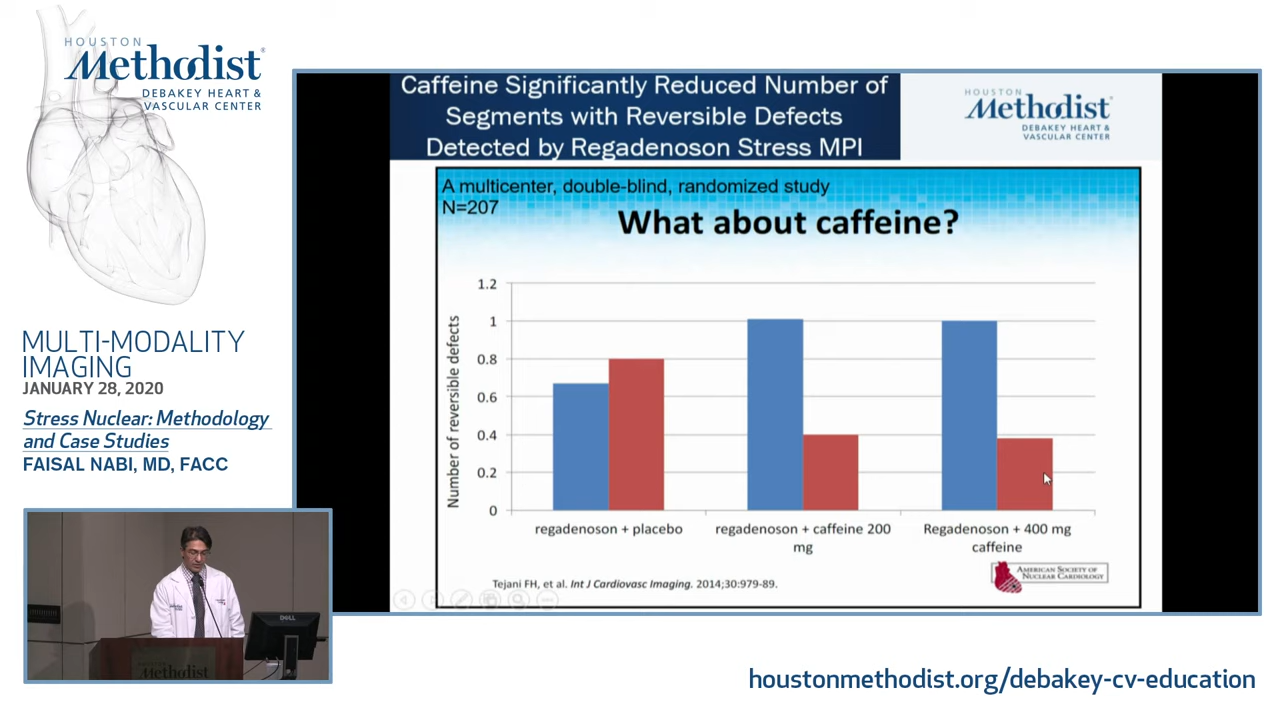 HOUSTON
Methodist®
DEBAKEY HEART &
VASCULAR CENTER
MULTI-MODALITY
IMAGING
JANUARY 28, 2020
Stress Nuclear: Methodology
and Case Studies
FAISAL NABI, MD, FACC
Caffeine Significantly Reduced Number of
Segments with Reversible Defects
Detected by Regadenoson Stress MPI
HOUSTON
Methodist®
DEBAKEY HEART &
VASCULAR CENTER
A multicenter, double-blind, randomized study
N=207
What about caffeine?
Number of reversible defects
1.2
1
0.8
0.6
0.4
0.2
0
regadenoson + placebo
regadenoson + caffeine 200
mg
Regadenoson + 400 mg
caffeine
Tejani FH, et al. Int J Cardiovasc Imaging. 2014;30:979-89.
AMERICAN SOCIETY OF
NUCLEAR CARDIOLOGY
DELL
HOUSTON
Methodist
houstonmethodist.org/debakey-cv-education